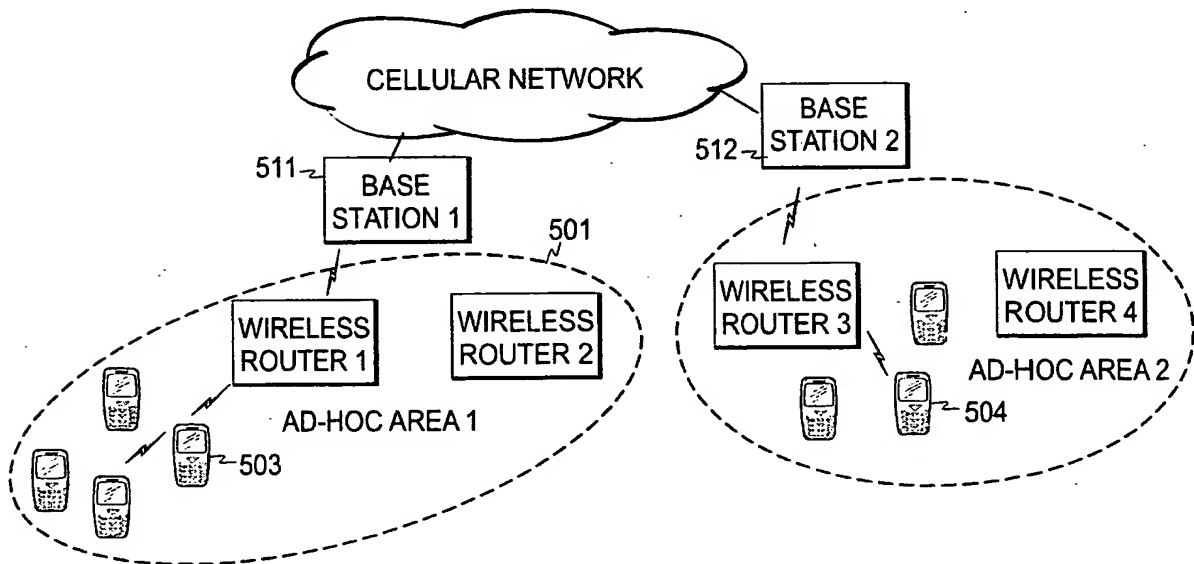 CELLULAR NETWORK
BASE
STATION 2
512
511
BASE
STATION 1
501
WIRELESS
ROUTER 1
WIRELESS
ROUTER 2
WIRELESS
ROUTER 3
WIRELESS
ROUTER 4
AD-HOC AREA 1
AD-HOC AREA 2
503
504